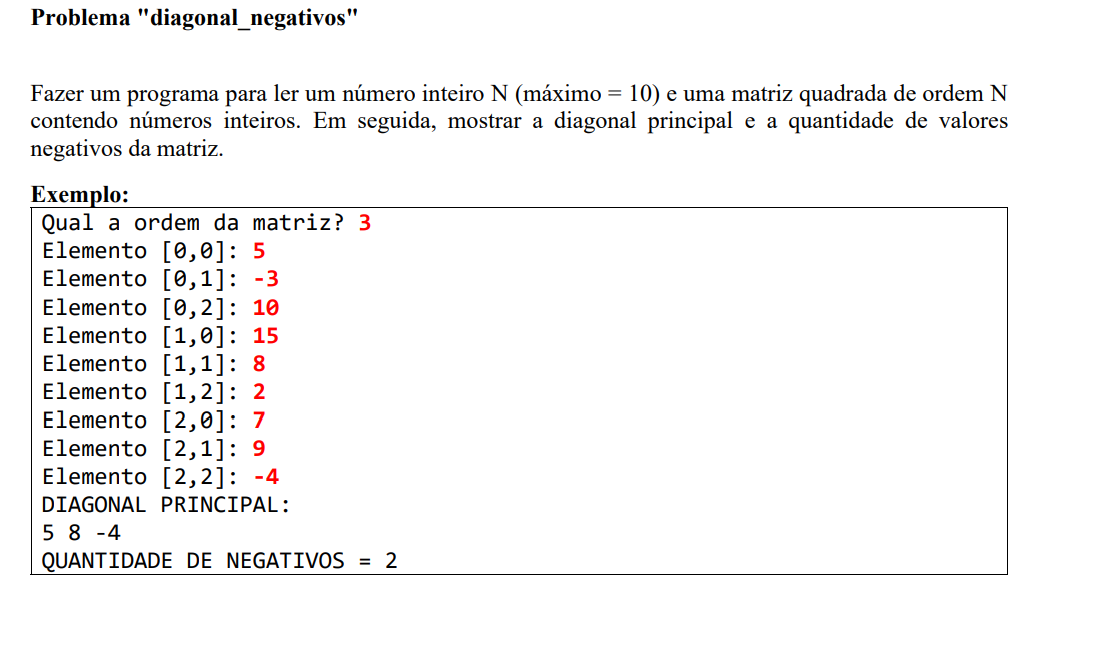 Problema "diagonal_negativos"
Fazer um programa para ler um número inteiro N (máximo = 10) e uma matriz quadrada de ordem N
contendo números inteiros. Em seguida, mostrar a diagonal principal e a quantidade de valores
negativos da matriz.
Exemplo:
Qual a ordem da matriz? 3
Elemento [0,0]: 5
Elemento [0,1]: -3
Elemento [0,2]: 10
Elemento [1,0]: 15
Elemento [1,1]: 8
Elemento [1,2]: 2
Elemento [2,0]: 7
Elemento [2,1]: 9
Elemento [2,2]: -4
DIAGONAL PRINCIPAL:
5 8 -4
QUANTIDADE DE NEGATIVOS = 2